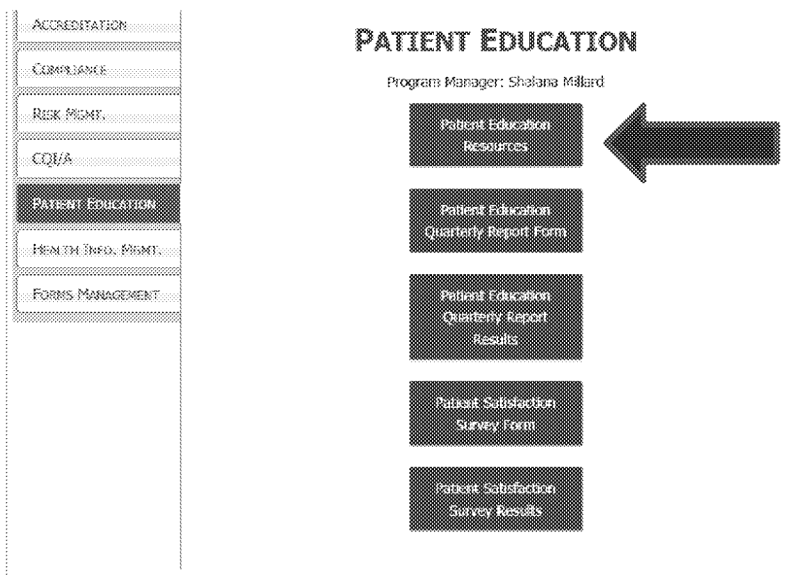 ACCREDITATION
COMPLIANCE
RISK MGMT.
CQI/A
PATIENT EDUCATION
HEALTH INFO. MGMT.
FORMS MANAGEMENT
PATIENT EDUCATION
Program Manager: Shalana Millard
Patient Education
Resources
Patient Education
Quarterly Report Form
Patient Education
Quarterly Report
Results
Patient Satisfaction
Survey Form
Patient Satisfaction
Survey Results